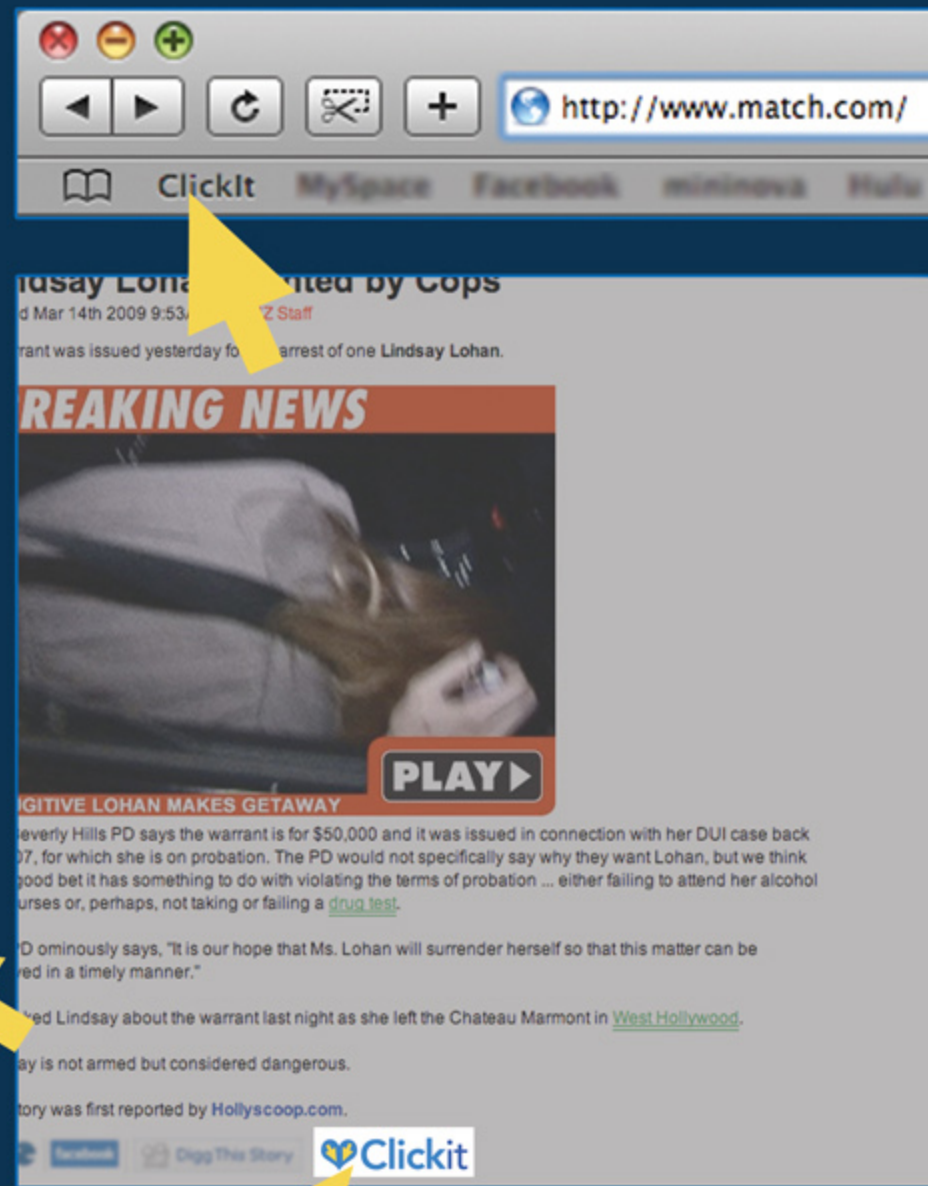 http://www.match.com/
ClickIt MySpace Facebook mininova Hulu
idsay Loha nted by Cops
d Mar 14th 2009 9:53 Z Staff
rant was issued yesterday fo arrest of one Lindsay Lohan.
REAKING NEWS
PLAY
GITIVE LOHAN MAKES GETAWAY
everly Hills PD says the warrant is for $50,000 and it was issued in connection with her DUI case back
07, for which she is on probation. The PD would not specifically say why they want Lohan, but we think
good bet it has something to do with violating the terms of probation ... either failing to attend her alcohol
urses or, perhaps, not taking or failing a drug test.
PD ominously says, "It is our hope that Ms. Lohan will surrender herself so that this matter can be
ved in a timely manner."
ked Lindsay about the warrant last night as she left the Chateau Marmont in West Hollywood.
ay is not armed but considered dangerous.
tory was first reported by Hollyscoop.com.
facebook Digg This Story Clickit